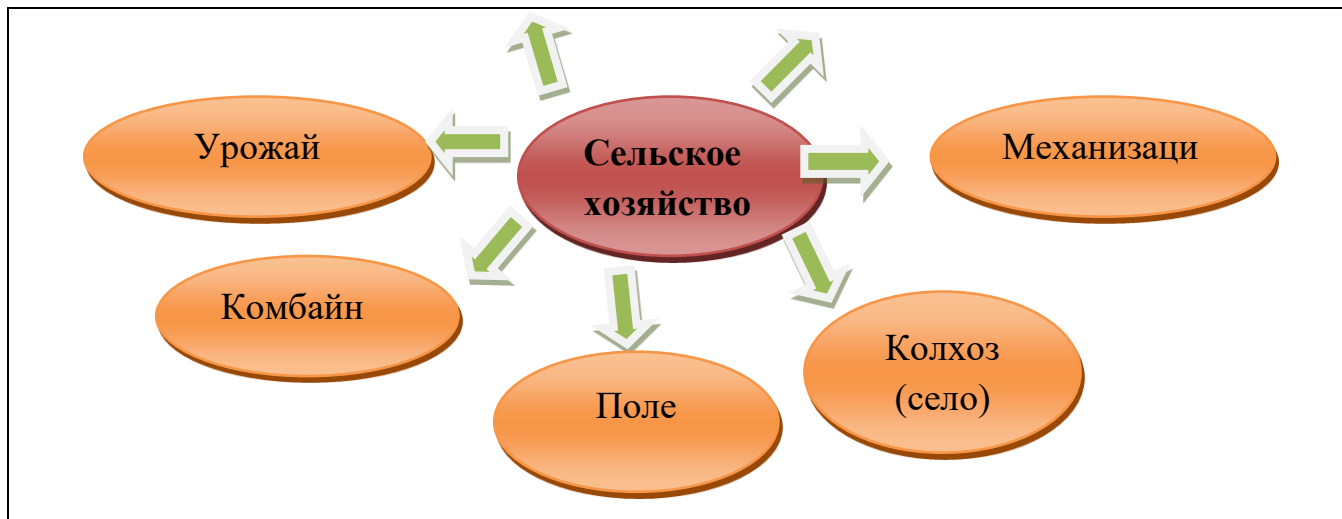 Урожай
Сельское
хозяйство
Механизаци
Комбайн
Колхоз
(село)
Поле